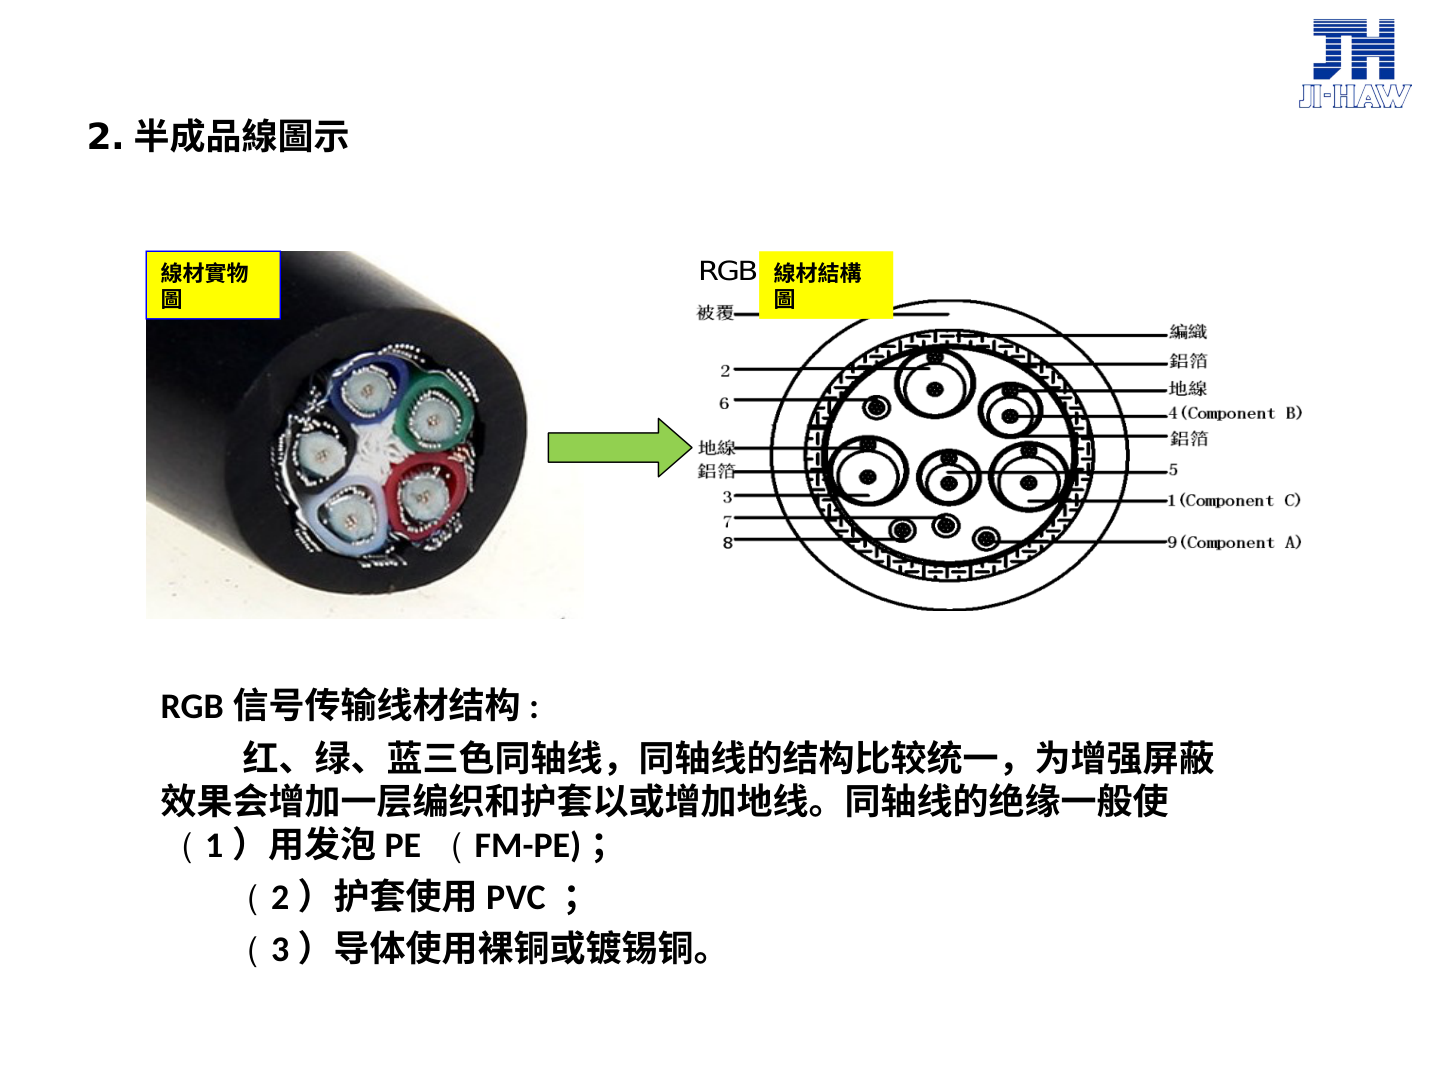 JH
JI-HAW
2. 半成品線圖示
線材實物
圖
RGB
線材結構
圖
被覆
編織
鋁箔
2
地線
6
4(Component B)
鋁箔
地線
鋁箔
5
3
1(Component C)
7
8
9(Component A)
RGB 信号传输线材结构 :
红、绿、蓝三色同轴线，同轴线的结构比较统一，为增强屏蔽
效果会增加一层编织和护套以或增加地线。同轴线的绝缘一般使
（ 1 ）用发泡 PE （ FM-PE) ；
（ 2 ）护套使用 PVC ；
（ 3 ）导体使用裸铜或镀锡铜。